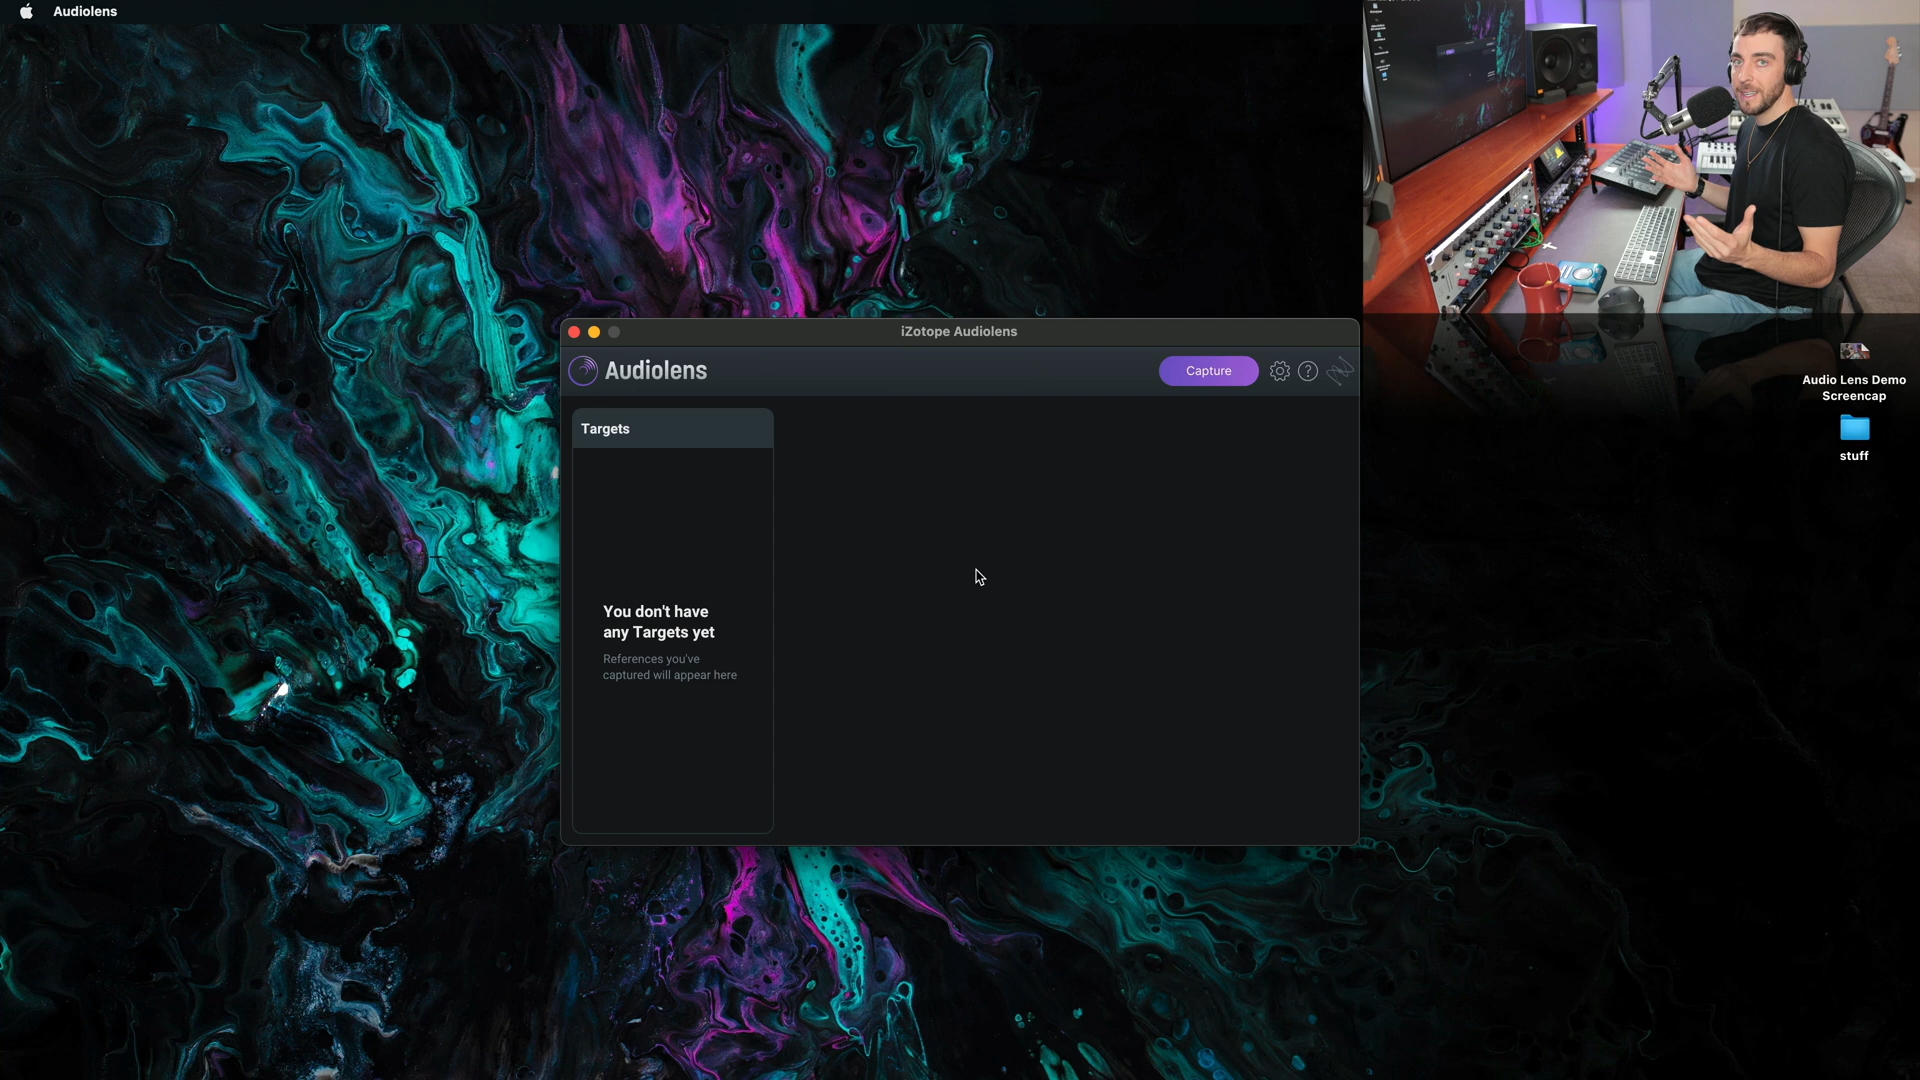 Audiolens
iZotope Audiolens
Audiolens
Capture
Targets
You don't have
any Targets yet
References you've
captured will appear here
Audio Lens Demo
Screencap
stuff